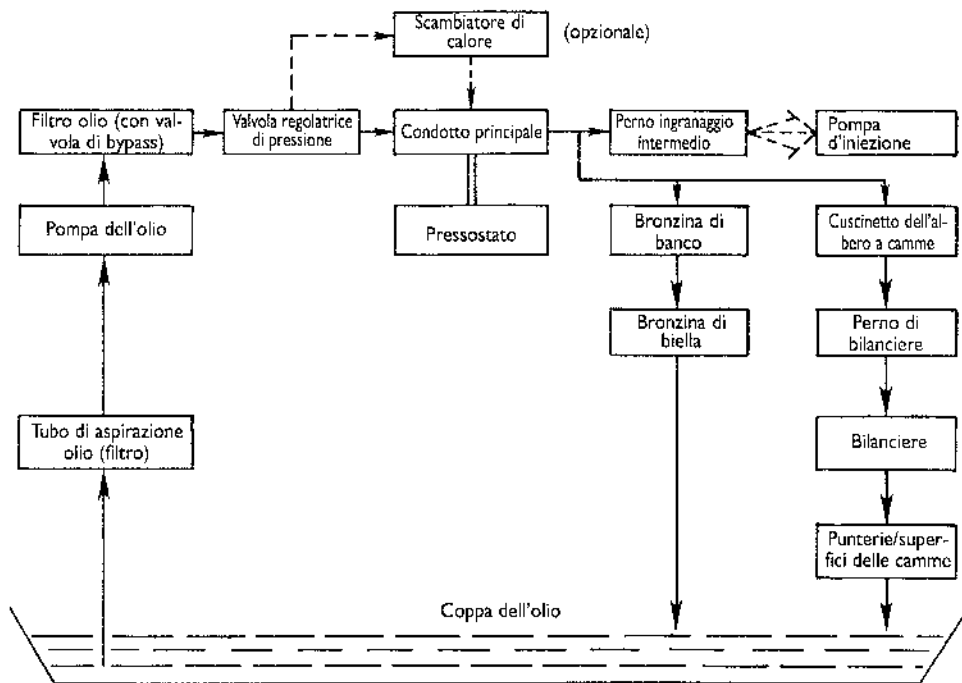 Scambiatore di
calore
(opzionale)
Filtro olio (con val-
vola di bypass)
Valvola regolatrice
di pressione
Condotto principale
Perno ingranaggio
intermedio
Pompa
d'iniezione
Pompa dell'olio
Pressostato
Bronzina di
banco
Cuscinetto dell'al-
bero a camme
Bronzina di
biella
Perno di
bilanciere
Tubo di aspirazione
olio (filtro)
Bilanciere
Punterie/super-
fici delle camme
Coppa dell'olio